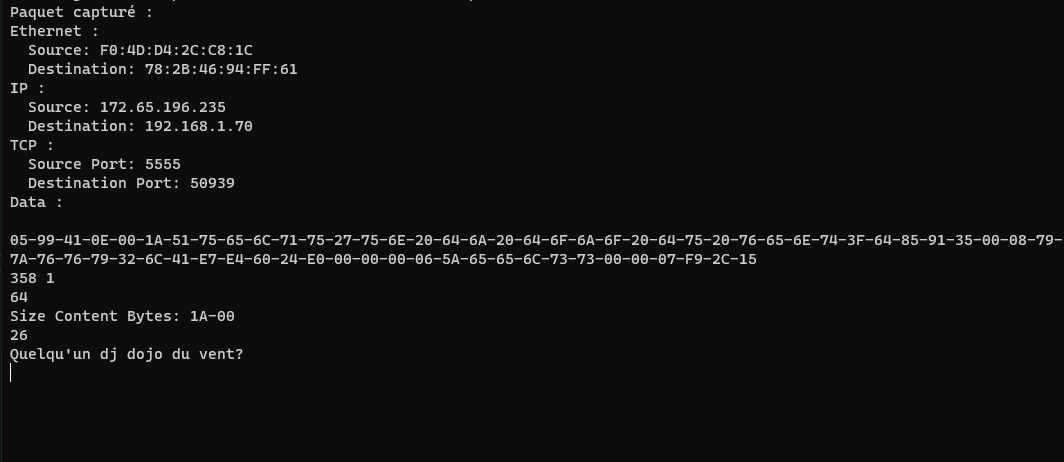 Paquet capturé :
Ethernet :
Source: F0:4D:D4:2C:C8:1C
Destination: 78:2B:46:94:FF:61
IP :
Source: 172.65.196.235
Destination: 192.168.1.70
TCP :
Source Port: 5555
Destination Port: 50939
Data :
05-99-41-0E-00-1A-51-75-65-6C-71-75-27-75-6E-20-64-6A-20-64-6F-6A-6F-20-64-75-20-76-65-6E-74-3F-64-85-91-35-00-08-79-
7A-76-76-79-32-6C-41-E7-E4-60-24-E0-00-00-00-06-5A-65-65-6C-73-73-00-00-07-F9-2C-15
358 1
64
Size Content Bytes: 1A-00
26
Quelqu'un dj dojo du vent?